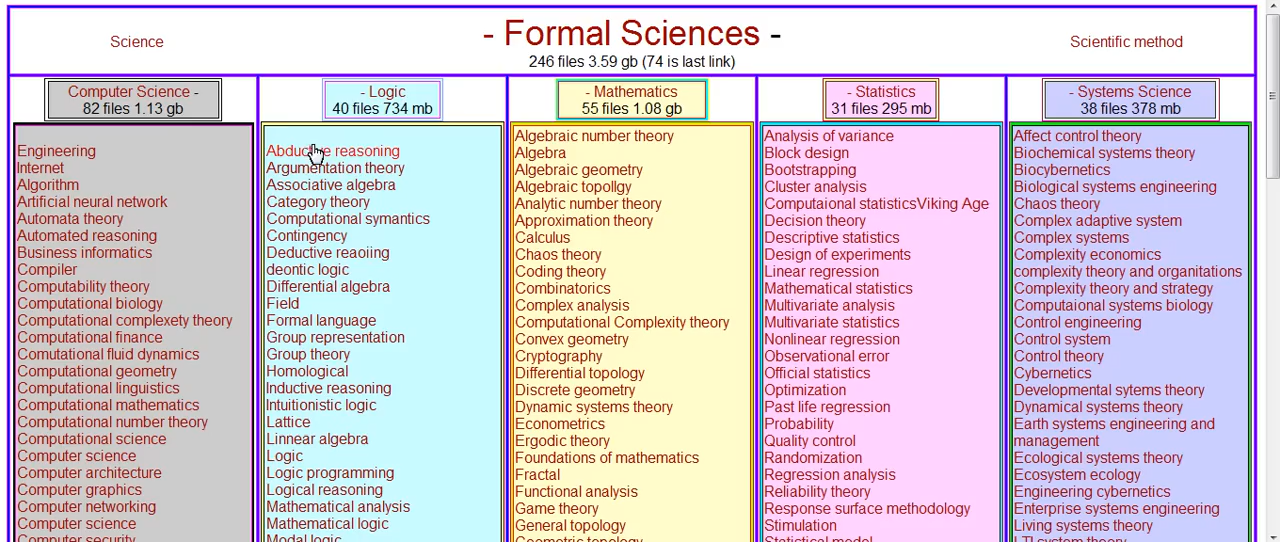 Science
- Formal Sciences -
246 files 3.59 gb (74 is last link)
Scientific method
Computer Science -
82 files 1.13 gb
Engineering
Internet
Algorithm
Artificial neural network
Automata theory
Automated reasoning
Business informatics
Compiler
Computability theory
Computational biology
Computational complexety theory
Computational finance
Comutational fluid dynamics
Computational geometry
Computational linguistics
Computational mathematics
Computational number theory
Computational science
Computer science
Computer architecture
Computer graphics
Computer networking
Computer science
Computer security
- Logic
40 files 734 mb
Abductive reasoning
Argumentation theory
Associative algebra
Category theory
Computational symantics
Contingency
Deductive reaoiing
deontic logic
Differential algebra
Field
Formal language
Group representation
Group theory
Homological
Inductive reasoning
Intuitionistic logic
Lattice
Linnear algebra
Logic
Logic programming
Logical reasoning
Mathematical analysis
Mathematical logic
Modal logic
- Mathematics
55 files 1.08 gb
Algebraic number theory
Algebra
Algebraic geometry
Algebraic topollgy
Analytic number theory
Approximation theory
Calculus
Chaos theory
Coding theory
Combinatorics
Complex analysis
Computational Complexity theory
Convex geometry
Cryptography
Differential topology
Discrete geometry
Dynamic systems theory
Econometrics
Ergodic theory
Foundations of mathematics
Fractal
Functional analysis
Game theory
General topology
Geometric topology
- Statistics
31 files 295 mb
Analysis of variance
Block design
Bootstrapping
Cluster analysis
Computaional statisticsViking Age
Decision theory
Descriptive statistics
Design of experiments
Linear regression
Mathematical statistics
Multivariate analysis
Multivariate statistics
Nonlinear regression
Observational error
Official statistics
Optimization
Past life regression
Probability
Quality control
Randomization
Regression analysis
Reliability theory
Response surface methodology
Stimulation
Statistical model
- Systems Science
38 files 378 mb
Affect control theory
Biochemical systems theory
Biocybernetics
Biological systems engineering
Chaos theory
Complex adaptive system
Complex systems
Complexity economics
complexity theory and organitations
Complexity theory and strategy
Computaional systems biology
Control engineering
Control system
Control theory
Cybernetics
Developmental sytems theory
Dynamical systems theory
Earth systems engineering and
management
Ecological systems theory
Ecosystem ecology
Engineering cybernetics
Enterprise systems engineering
Living systems theory
LTI system theory